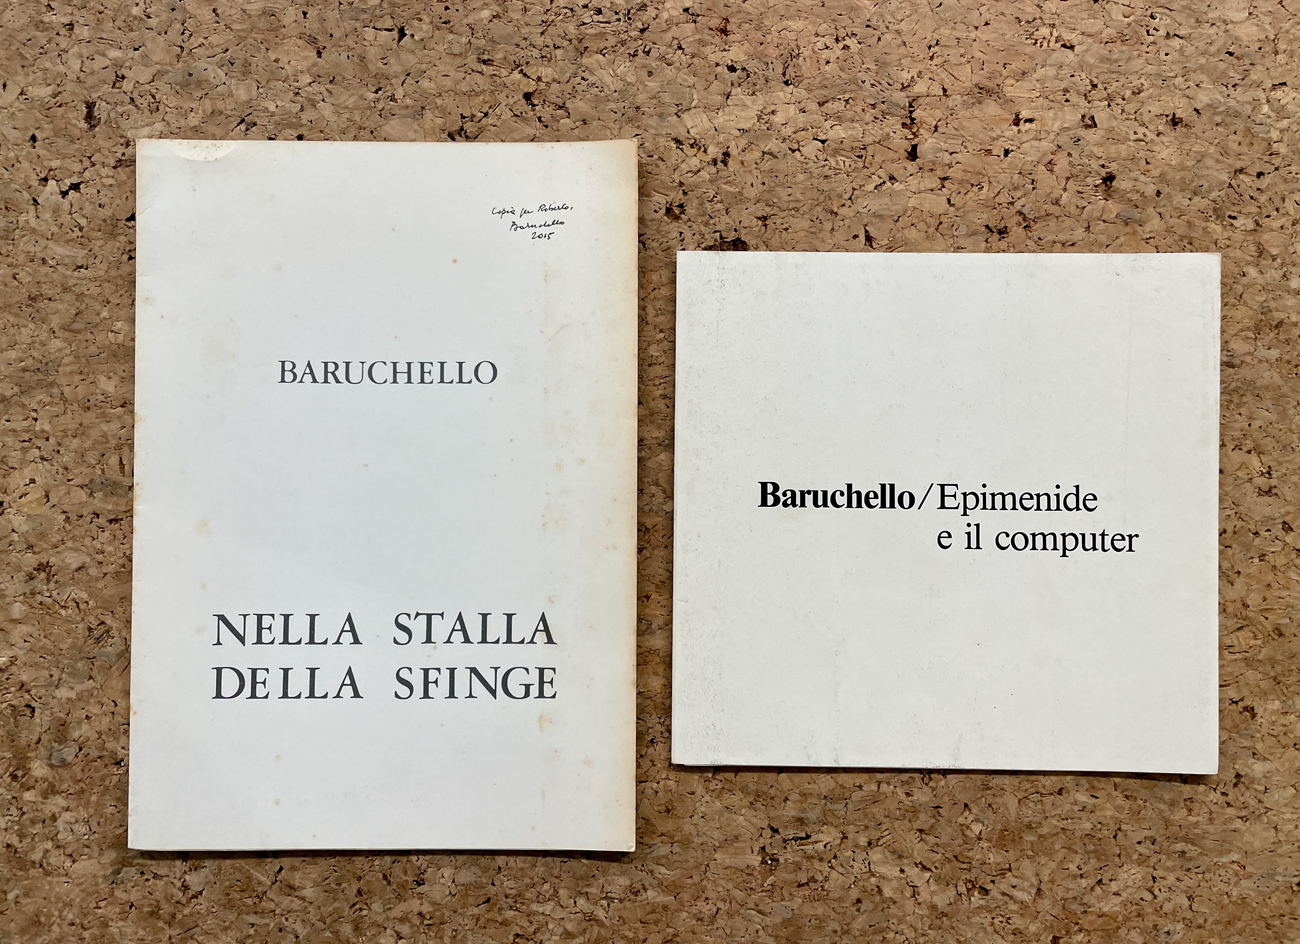 Copia per Roberto,
Baruchello
2015
BARUCHELLO
NELLA STALLA
DELLA SFINGE
Baruchello/Epimenide
e il computer